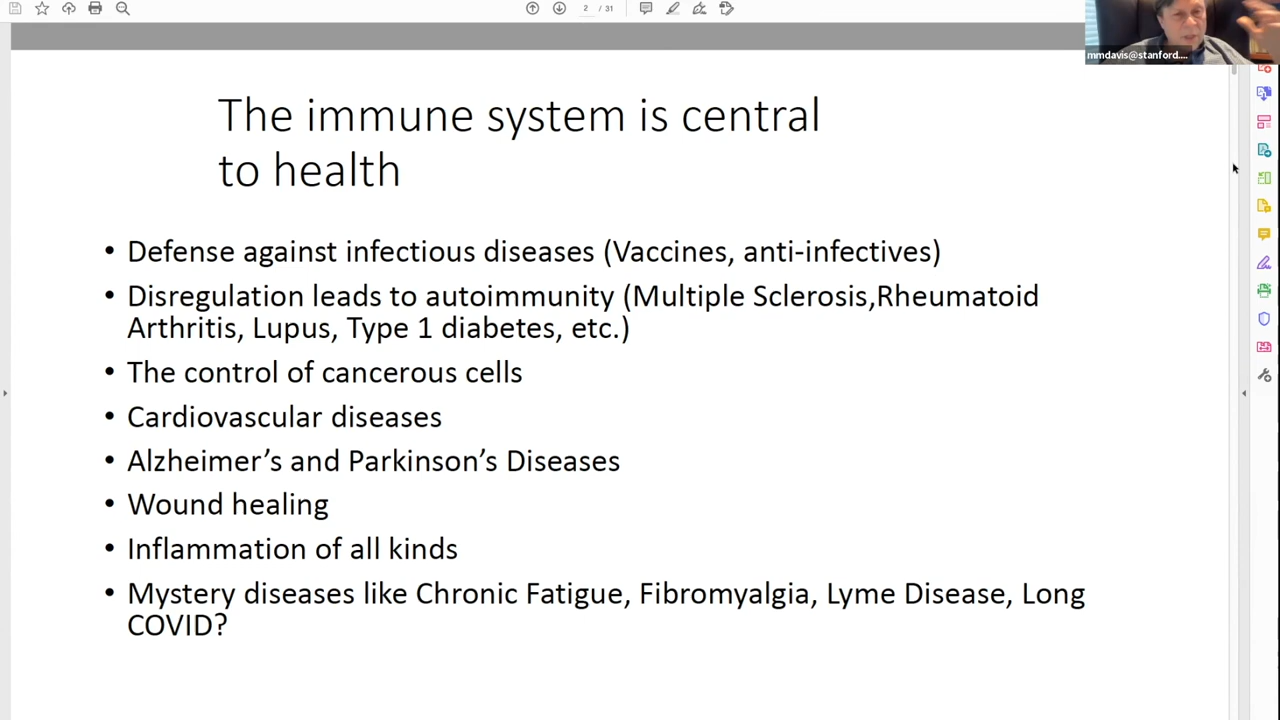 2 / 31
mmdavis@stanford....
The immune system is central
to health
• Defense against infectious diseases (Vaccines, anti-infectives)
• Disregulation leads to autoimmunity (Multiple Sclerosis,Rheumatoid
Arthritis, Lupus, Type 1 diabetes, etc.)
• The control of cancerous cells
• Cardiovascular diseases
• Alzheimer’s and Parkinson’s Diseases
• Wound healing
• Inflammation of all kinds
• Mystery diseases like Chronic Fatigue, Fibromyalgia, Lyme Disease, Long
COVID?